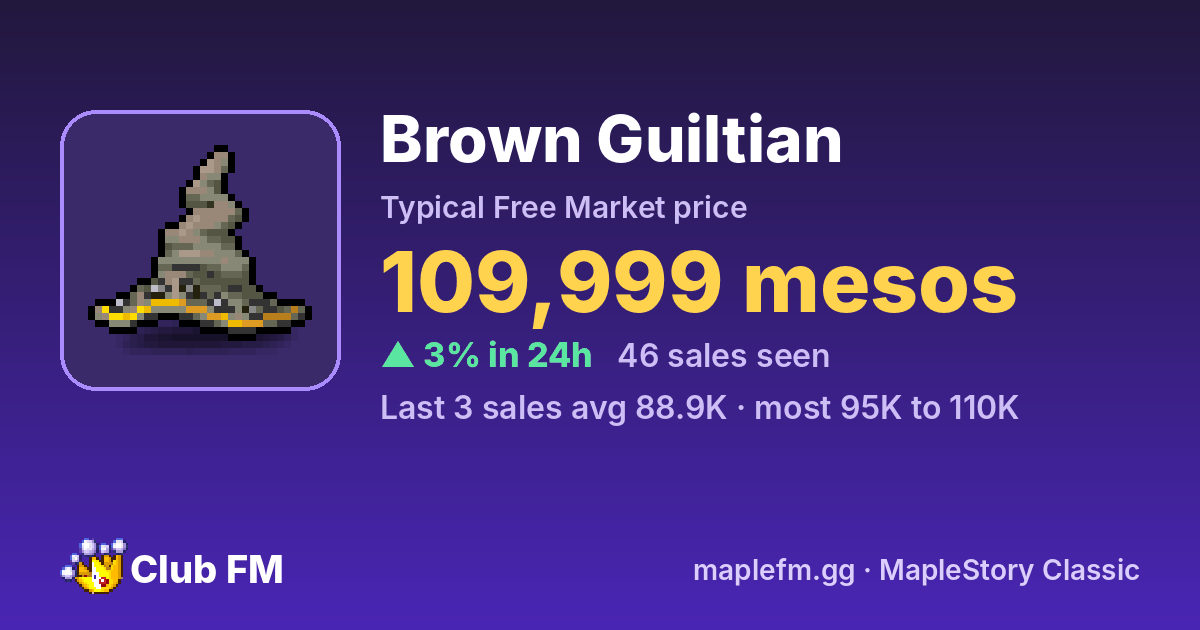 Brown Guiltian
Typical Free Market price
109,999 mesos
▲ 3% in 24h 46 sales seen
Last 3 sales avg 88.9K · most 95K to 110K
Club FM
maplefm.gg · MapleStory Classic